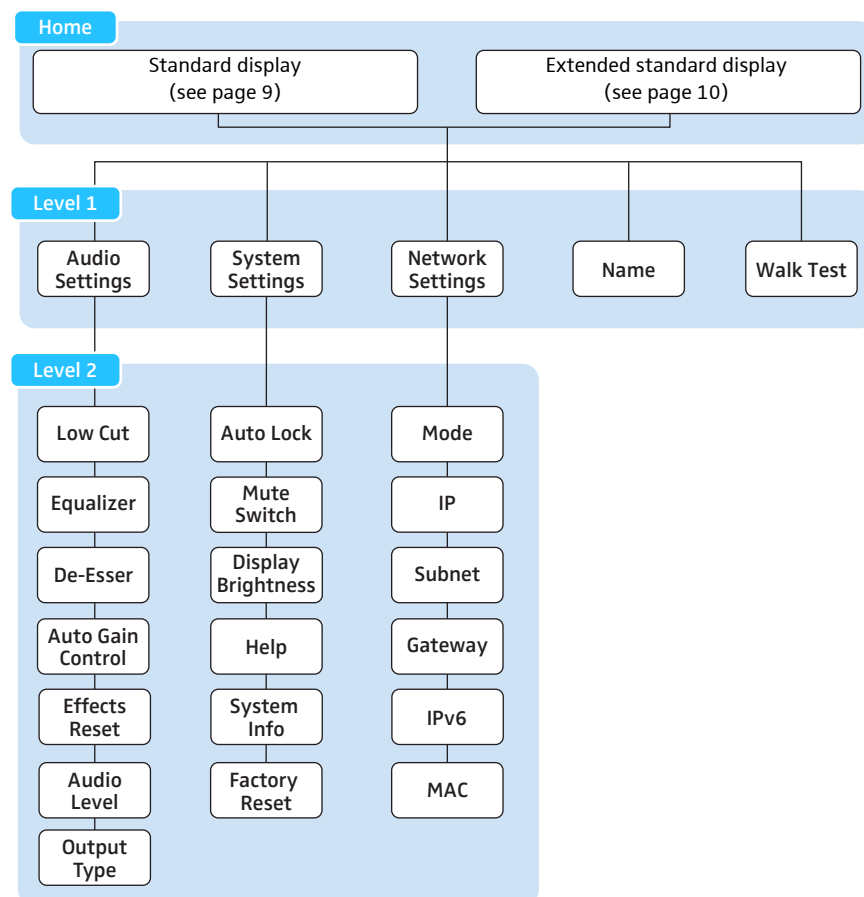 Home
Standard display
(see page 9)
Extended standard display
(see page 10)
Level 1
Audio
Settings
System
Settings
Network
Settings
Name
Walk Test
Level 2
Low Cut
Equalizer
De-Esser
Auto Gain
Control
Effects
Reset
Audio
Level
Output
Type
Auto Lock
Mute
Switch
Display
Brightness
Help
System
Info
Factory
Reset
Mode
IP
Subnet
Gateway
IPv6
MAC